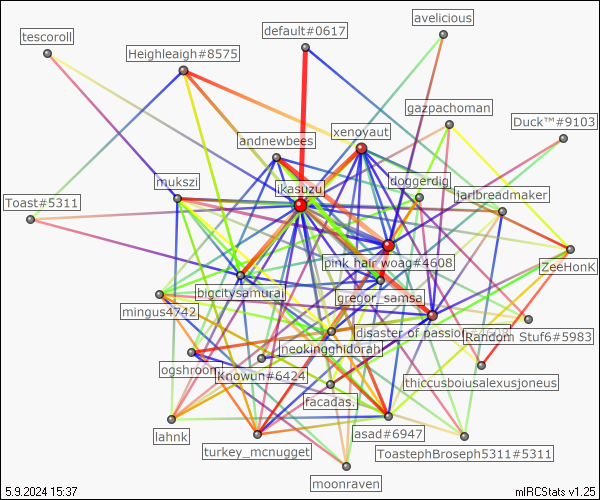 avelicious
default#0617
tescoroll
Heighleigh#8575
gazpachoman
Duck™#9103
xenoyaut
andnewbees
mukszi
ikasuzu
doggerdig
jarlbreadmaker
Toast#5311
pink hair woag#4608
ZeeHonK
bigcitysamurai
gregor_samsa
mingus4742
disaster of passion
Random Stuf6#5983
neokingghidorah
ogshroom
Knowun#6424
thiccusboiusalexusjoneus
facadas.
lahnk
asad#6947
turkey_mcnugget
ToastephBroseph5311#5311
moonraven
5.9.2024 15:37
mIRCStats v1.25